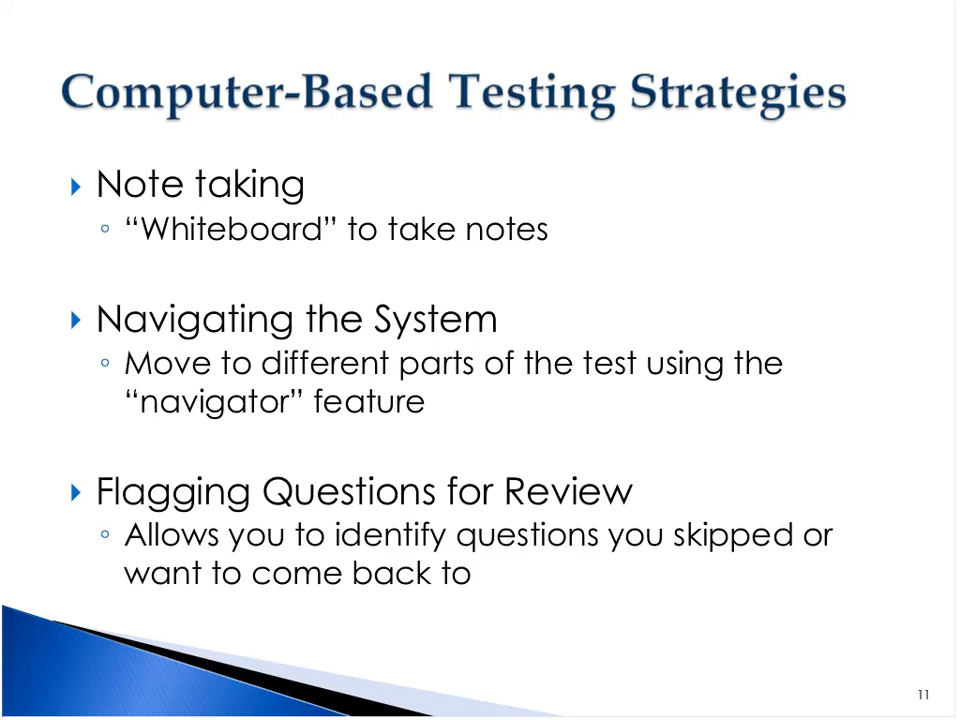 Computer-Based Testing Strategies
Note taking
“Whiteboard” to take notes
Navigating the System
Move to different parts of the test using the
“navigator” feature
Flagging Questions for Review
Allows you to identify questions you skipped or
want to come back to
11